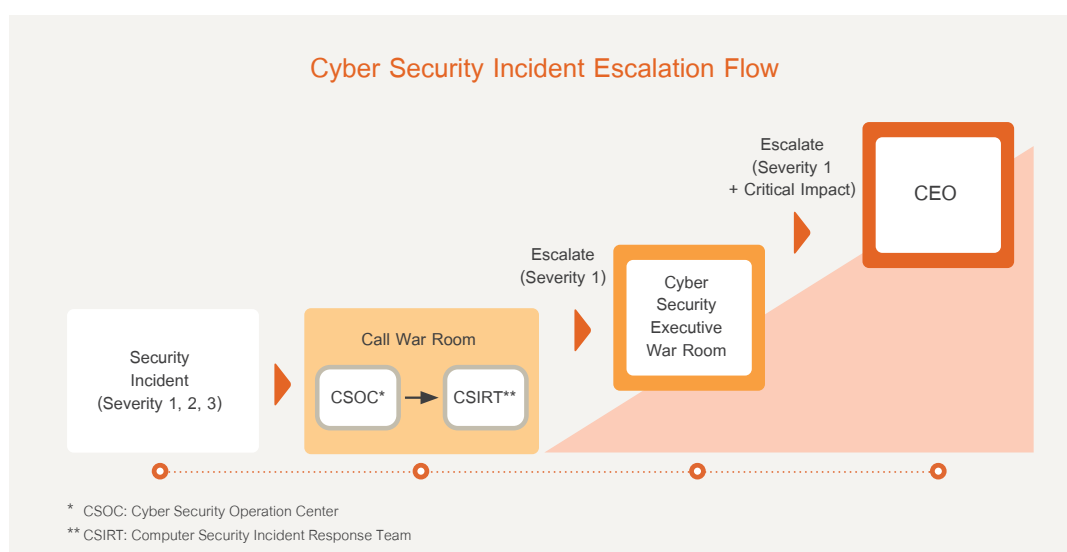 Cyber Security Incident Escalation Flow
Security
Incident
(Severity 1, 2, 3)
Call War Room
CSOC*
CSIRT**
Escalate
(Severity 1)
Cyber
Security
Executive
War Room
Escalate
(Severity 1
+ Critical Impact)
CEO
* CSOC: Cyber Security Operation Center
** CSIRT: Computer Security Incident Response Team